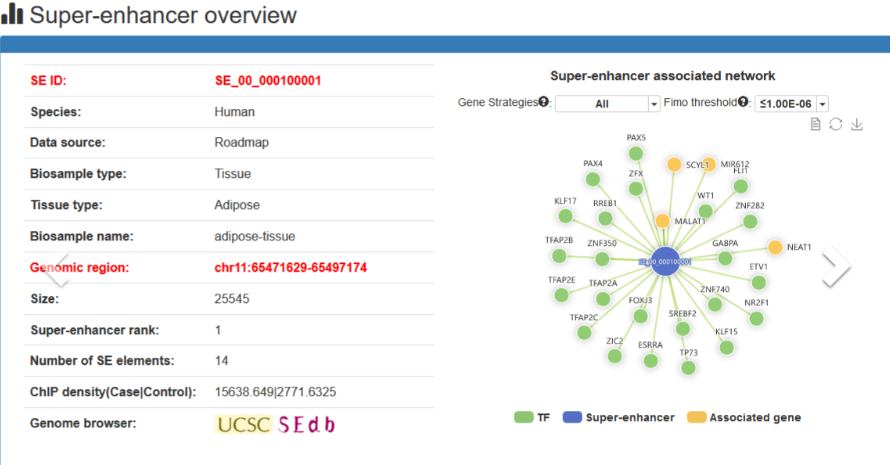 Super-enhancer overview
SE ID: SE_00_000100001
Species: Human
Data source: Roadmap
Biosample type: Tissue
Tissue type: Adipose
Biosample name: adipose-tissue
Genomic region: chr11:65471629-65497174
Size: 25545
Super-enhancer rank: 1
Number of SE elements: 14
ChIP density(Case|Control): 15638.649|2771.6325
Genome browser: UCSC SEdb
Super-enhancer associated network
Gene Strategies?: All Fimo threshold?: ≤1.00E-06
PAX5
PAX4 ZFX SCYL1 MIR612
FLI1
KLF17 RREB1 WT1 ZNF282
MALAT1
TFAP2B ZNF350 GABPA NEAT1
SE_00_000100001
TFAP2E TFAP2A ZNF740 ETV1
TFAP2C FOXJ3 SREBF2 NR2F1
ZIC2 ESRRA TP73 KLF15
TF Super-enhancer Associated gene